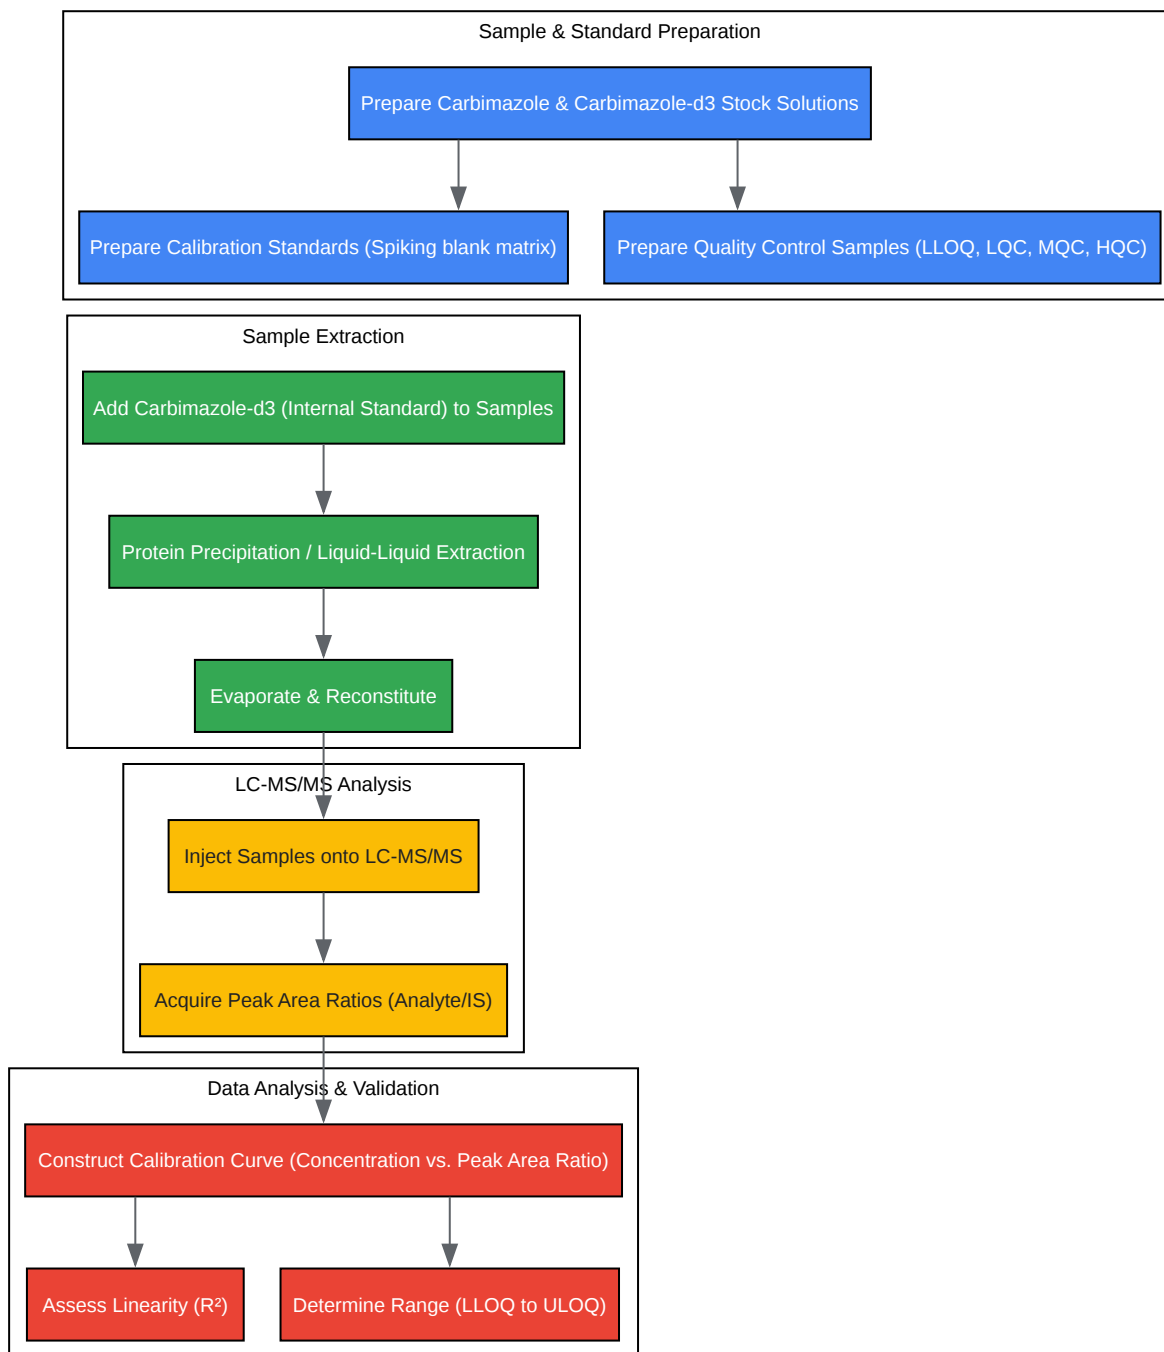 Sample & Standard Preparation
Prepare Carbimazole & Carbimazole-d3 Stock Solutions
Prepare Calibration Standards (Spiking blank matrix)
Prepare Quality Control Samples (LLOQ, LQC, MQC, HQC)
Sample Extraction
Add Carbimazole-d3 (Internal Standard) to Samples
Protein Precipitation / Liquid-Liquid Extraction
Evaporate & Reconstitute
LC-MS/MS Analysis
Inject Samples onto LC-MS/MS
Acquire Peak Area Ratios (Analyte/IS)
Data Analysis & Validation
Construct Calibration Curve (Concentration vs. Peak Area Ratio)
Assess Linearity (R²)
Determine Range (LLOQ to ULOQ)